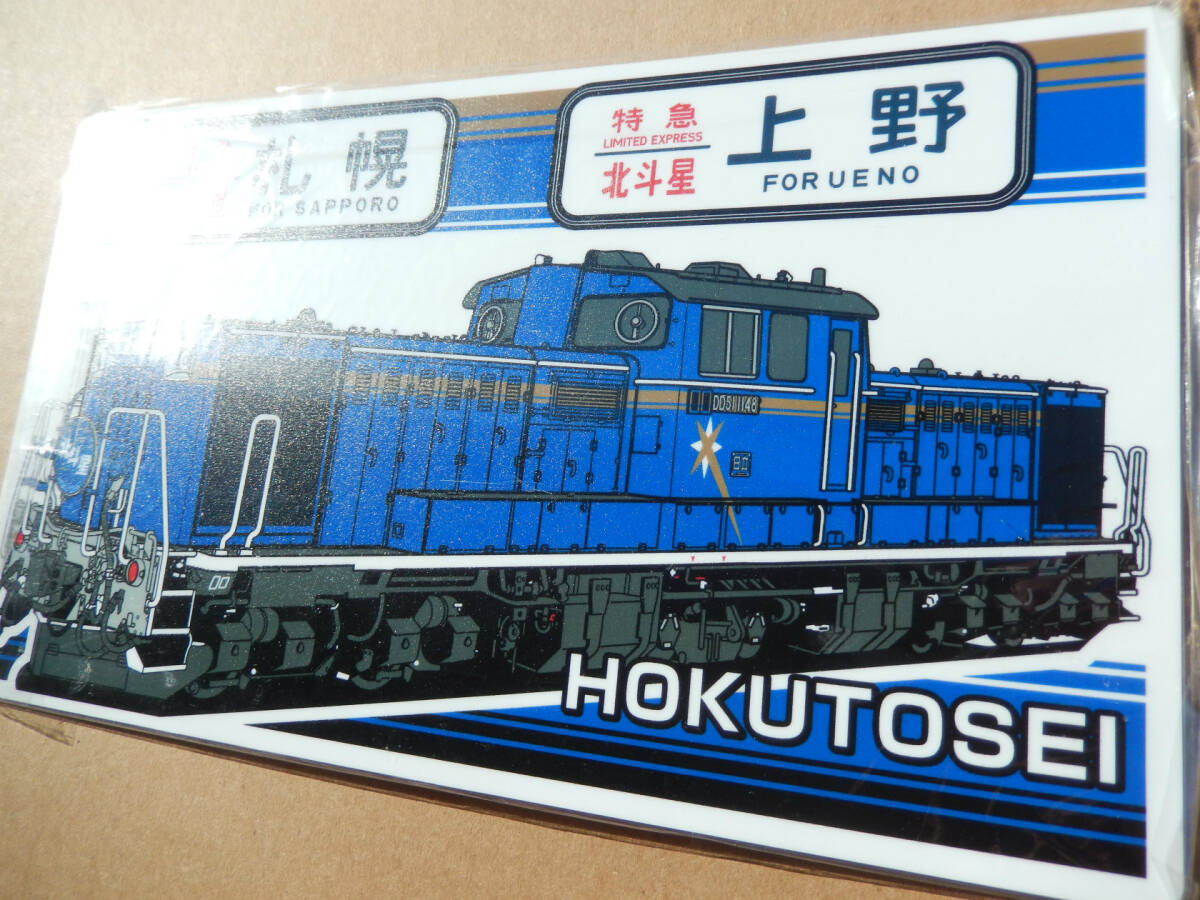 札幌
FOR SAPPORO
特急
LIMITED EXPRESS
北斗星
上野
FOR UENO
DD51 1148
HOKUTOSEI